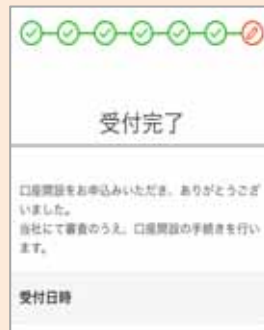 受付完了
口座開設をお申込みいただき、ありがとうござ
いました。
当社にて審査のうえ、口座開設の手続きを行い
ます。
受付日時